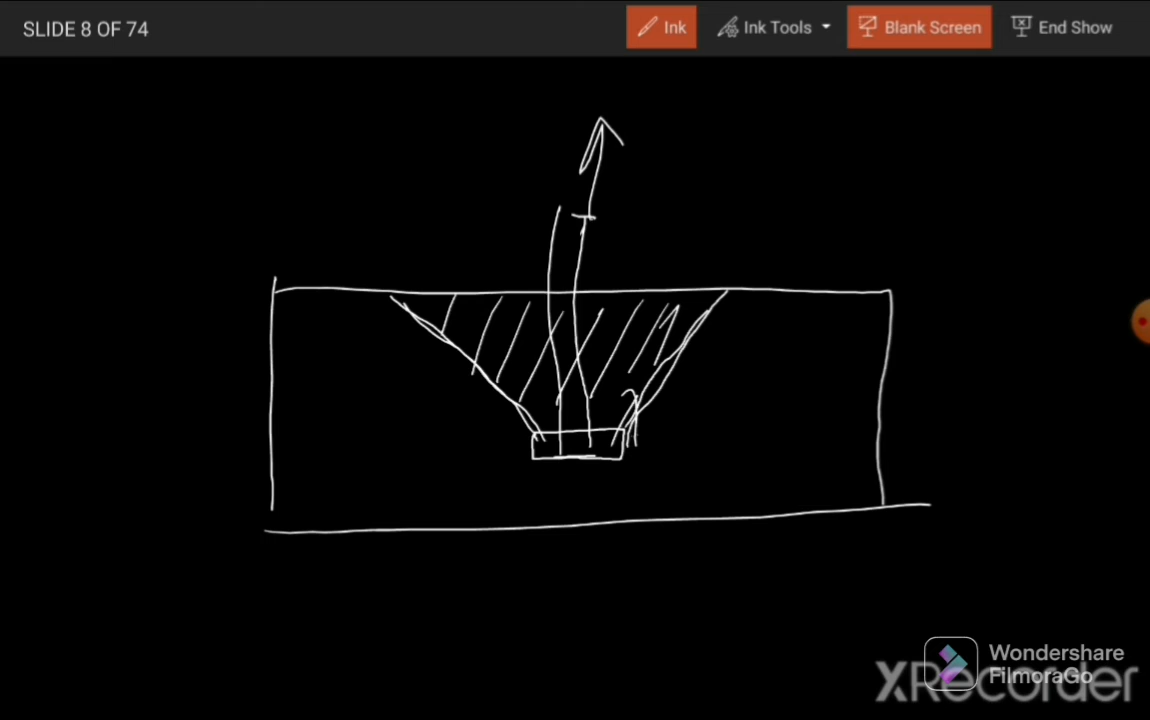 SLIDE 8 OF 74
Ink
Ink Tools
Blank Screen
End Show
Wondershare
FilmoraGo
XRecorder